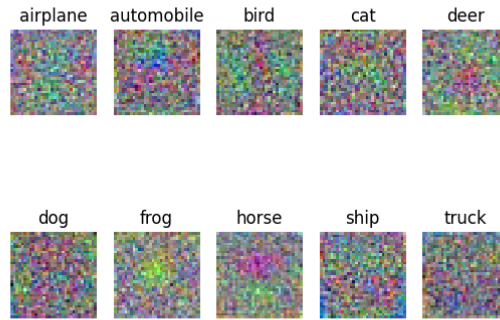 airplane automobile bird cat deer
dog frog horse ship truck